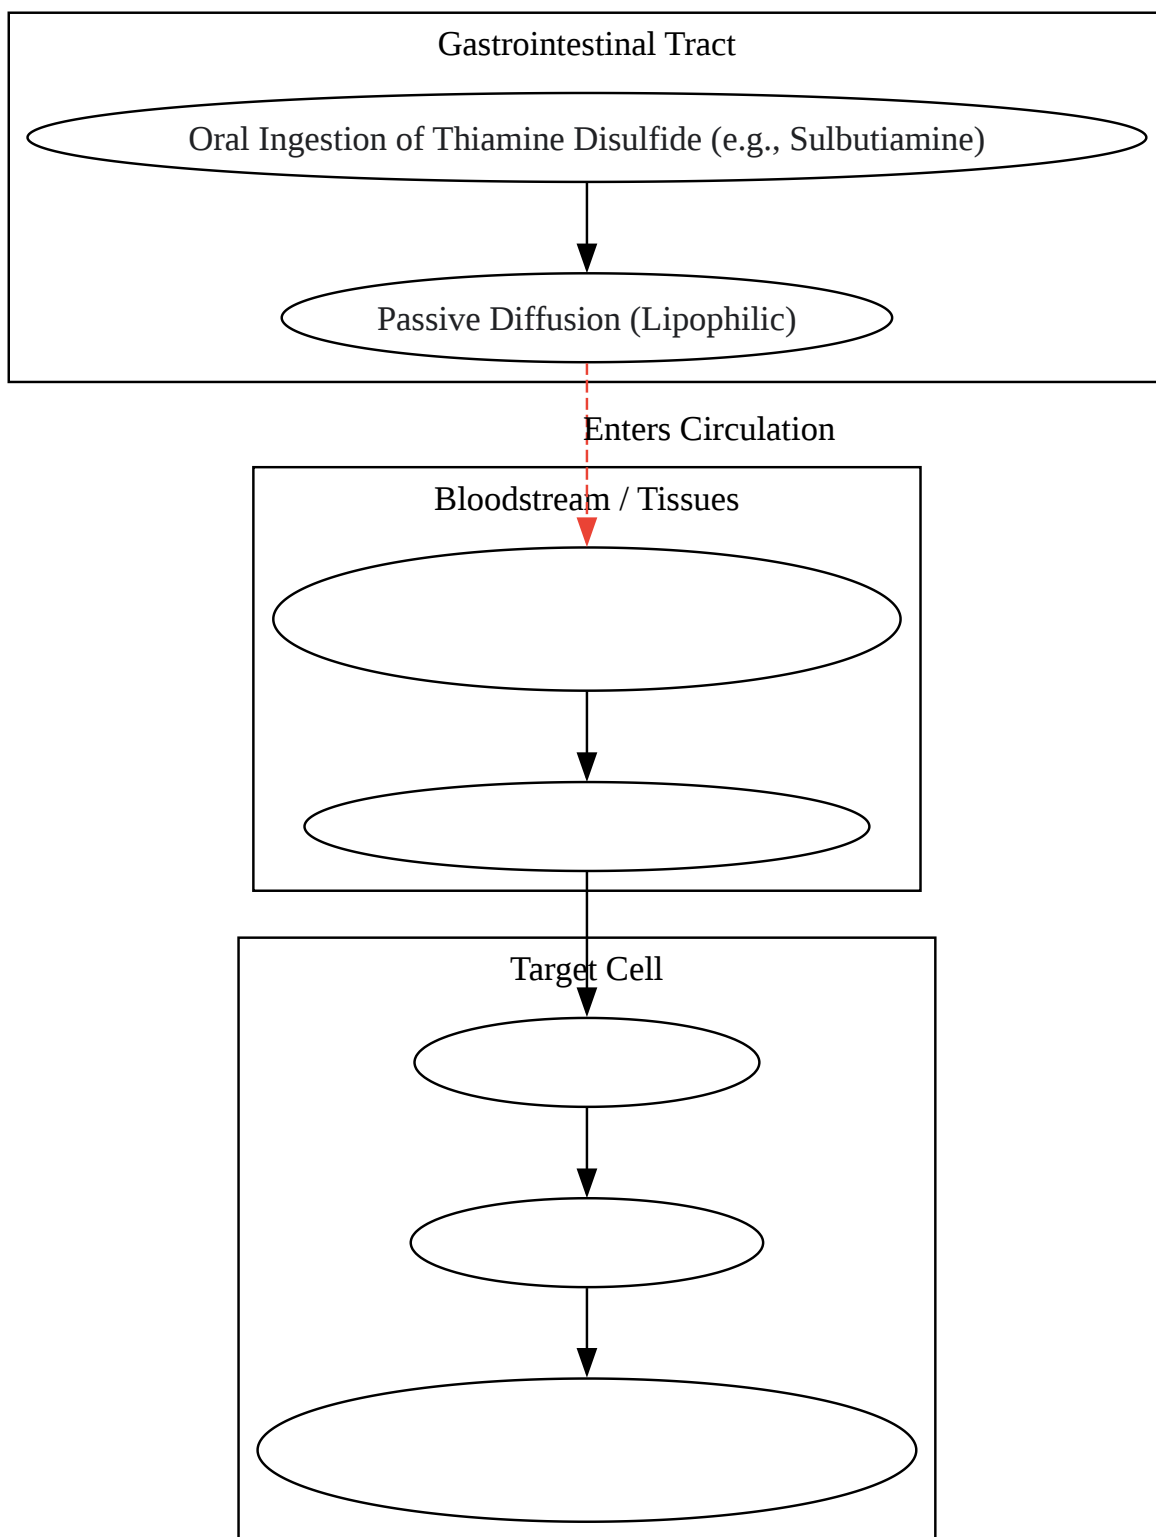 Gastrointestinal Tract
Oral Ingestion of Thiamine Disulfide (e.g., Sulbutiamine)
Passive Diffusion (Lipophilic)
Enters Circulation
Bloodstream / Tissues
Target Cell